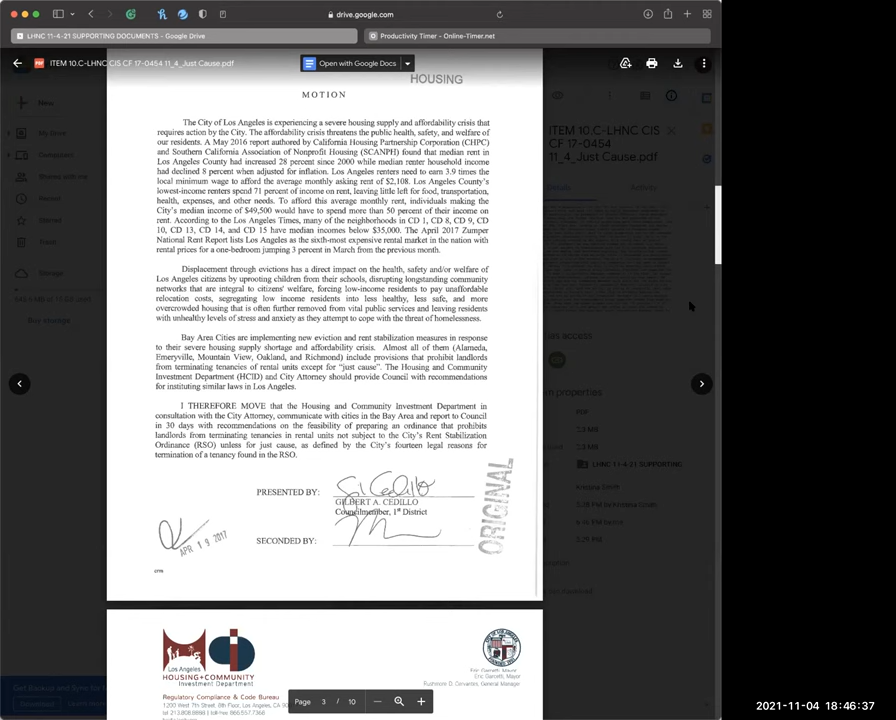 drive.google.com
LHNC 11-4-21 SUPPORTING DOCUMENTS - Google Drive
Productivity Timer - Online-Timer.net
ITEM 10.C-LHNC CIS CF 17-0454 11_4_Just Cause.pdf
Open with Google Docs
HOUSING
MOTION
The City of Los Angeles is experiencing a severe housing supply and affordability crisis that
requires action by the City. The affordability crisis threatens the public health, safety, and welfare of
our residents. A May 2016 report authored by California Housing Partnership Corporation (CHPC)
and Southern California Association of Nonprofit Housing (SCANPH) found that median rent in
Los Angeles County had increased 28 percent since 2000 while median renter household income
had declined 8 percent when adjusted for inflation. Los Angeles renters need to earn 3.9 times the
local minimum wage to afford the average monthly asking rent of $2,108. Los Angeles County's
lowest-income renters spend 71 percent of income on rent, leaving little left for food, transportation,
health, expenses, and other needs. To afford this average monthly rent, individuals making the
City's median income of $49,500 would have to spend more than 50 percent of their income on
rent. According to the Los Angeles Times, many of the neighborhoods in CD 1, CD 8, CD 9, CD
10, CD 13, CD 14, and CD 15 have median incomes below $35,000. The April 2017 Zumper
National Rent Report lists Los Angeles as the sixth-most expensive rental market in the nation with
rental prices for a one-bedroom jumping 3 percent in March from the previous month.
Displacement through evictions has a direct impact on the health, safety and/or welfare of
Los Angeles citizens by uprooting children from their schools, disrupting longstanding community
networks that are integral to citizens' welfare, forcing low-income residents to pay unaffordable
relocation costs, segregating low income residents into less healthy, less safe, and more
overcrowded housing that is often further removed from vital public services and leaving residents
with unhealthy levels of stress and anxiety as they attempt to cope with the threat of homelessness.
Bay Area Cities are implementing new eviction and rent stabilization measures in response
to their severe housing supply shortage and affordability crisis. Almost all of them (Alameda,
Emeryville, Mountain View, Oakland, and Richmond) include provisions that prohibit landlords
from terminating tenancies of rental units except for "just cause". The Housing and Community
Investment Department (HCID) and City Attorney should provide Council with recommendations
for instituting similar laws in Los Angeles.
I THEREFORE MOVE that the Housing and Community Investment Department in
consultation with the City Attorney, communicate with cities in the Bay Area and report to Council
in 30 days with recommendations on the feasibility of preparing an ordinance that prohibits
landlords from terminating tenancies in rental units not subject to the City's Rent Stabilization
Ordinance (RSO) unless for just cause, as defined by the City's fourteen legal reasons for
termination of a tenancy found in the RSO.
PRESENTED BY:
GILBERT A. CEDILLO
Councilmember, 1st District
SECONDED BY:
APR 19 2017
ORIGINAL
Los Angeles
HOUSING+COMMUNITY
Investment Department
Eric Garcetti, Mayor
Rushmore D. Cervantes, General Manager
Regulatory Compliance & Code Bureau
1200 West 7th Street, 8th Floor, Los Angeles, CA 90
tel 213.808.8888 | toll-free 866.557.7368
Page 3 / 10
New
My Drive
Computers
Shared with me
Recent
Starred
Trash
Storage
Buy storage
ITEM 10.C-LHNC CIS
CF 17-0454
11_4_Just Cause.pdf
Details
Activity
PDF
LHNC 11-4-21 SUPPORTING
2021-11-04 18:46:37